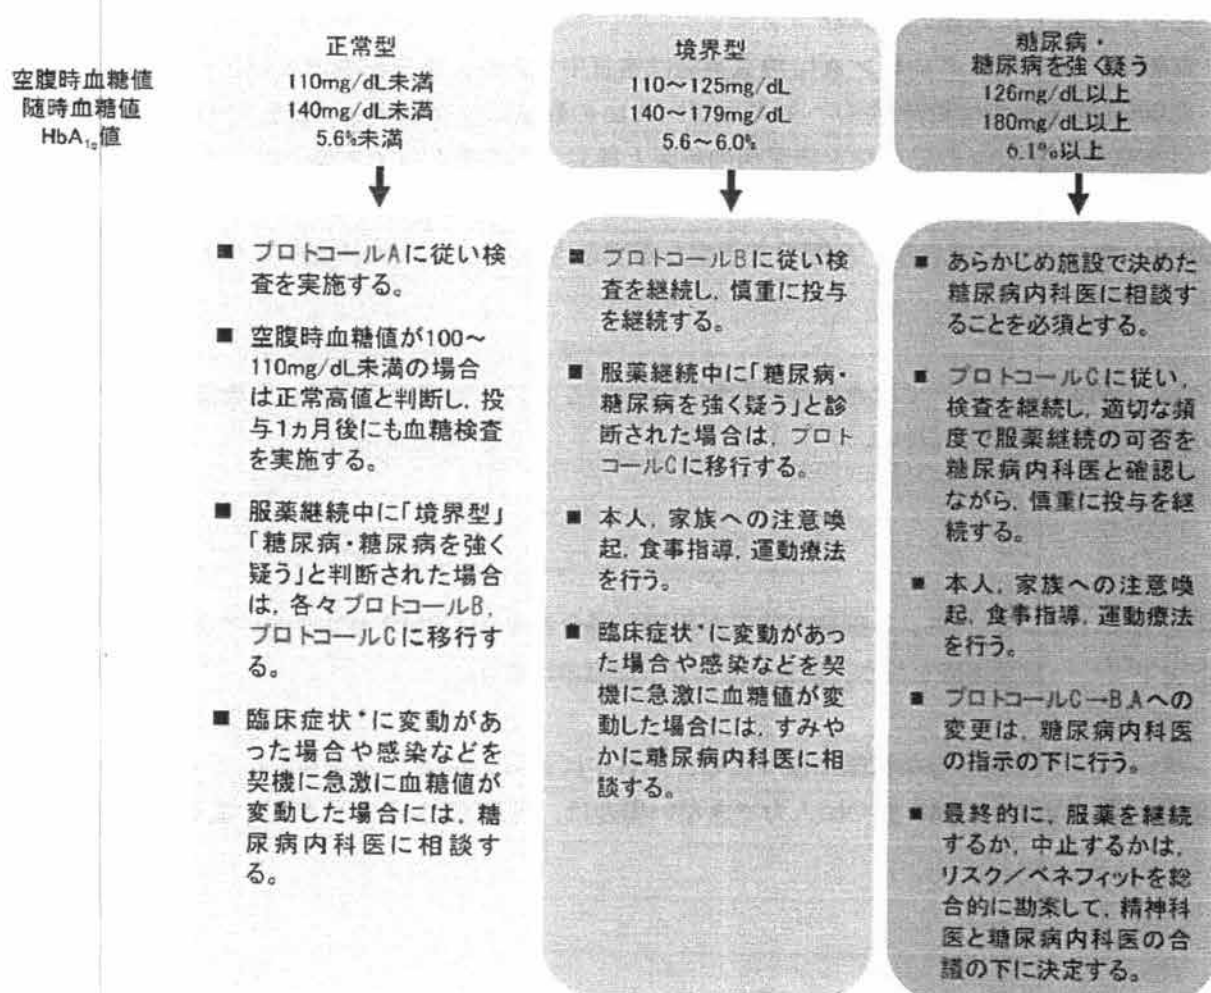 空腹時血糖値
随時血糖値
HbA1c値
正常型
110mg/dL未満
140mg/dL未満
5.6%未満
境界型
110～125mg/dL
140～179mg/dL
5.6～6.0%
糖尿病・
糖尿病を強く疑う
126mg/dL以上
180mg/dL以上
6.1%以上
■ プロトコールAに従い検
査を実施する。
■ 空腹時血糖値が100～
110mg/dL未満の場合
は正常高値と判断し，投
与1ヵ月後にも血糖検査
を実施する。
■ 服薬継続中に「境界型」
「糖尿病・糖尿病を強く
疑う」と判断された場合
は，各々プロトコールB，
プロトコールCに移行す
る。
■ 臨床症状*に変動があ
った場合や感染などを
契機に急激に血糖値が
変動した場合には，糖
尿病内科医に相談す
る。
■ プロトコールBに従い検
査を継続し，慎重に投与
を継続する。
■ 服薬継続中に「糖尿病・
糖尿病を強く疑う」と診
断された場合は，プロト
コールCに移行する。
■ 本人，家族への注意喚
起，食事指導，運動療法
を行う。
■ 臨床症状*に変動があっ
た場合や感染などを契
機に急激に血糖値が変
動した場合には，すみや
かに糖尿病内科医に相
談する。
■ あらかじめ施設で決めた
糖尿病内科医に相談す
ることを必須とする。
■ プロトコールCに従い，
検査を継続し，適切な頻
度で服薬継続の可否を
糖尿病内科医と確認し
ながら，慎重に投与を継
続する。
■ 本人，家族への注意喚
起，食事指導，運動療法
を行う。
■ プロトコールC→B,Aへの
変更は，糖尿病内科医
の指示の下に行う。
■ 最終的に，服薬を継続
するか，中止するかは，
リスク／ベネフィットを総
合的に勘案して，精神科
医と糖尿病内科医の合
議の下に決定する。